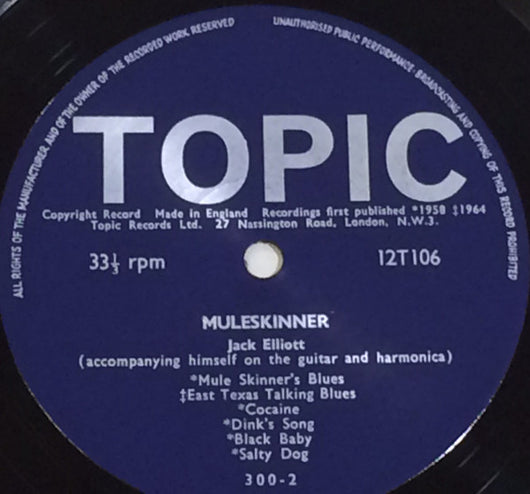 ALL RIGHTS OF THE MANUFACTURER AND OF THE OWNER OF THE RECORDED WORK RESERVED
UNAUTHORISED PUBLIC PERFORMANCE · BROADCASTING AND COPYING OF THIS RECORD PROHIBITED
TOPIC
Copyright Record Made in England Recordings first published *1958 ‡1964
Topic Records Ltd. 27 Nassington Road, London, N.W.3.
33⅓ rpm
12T106
MULESKINNER
Jack Elliott
(accompanying himself on the guitar and harmonica)
*Mule Skinner's Blues
‡East Texas Talking Blues
*Cocaine
*Dink's Song
*Black Baby
*Salty Dog
300-2